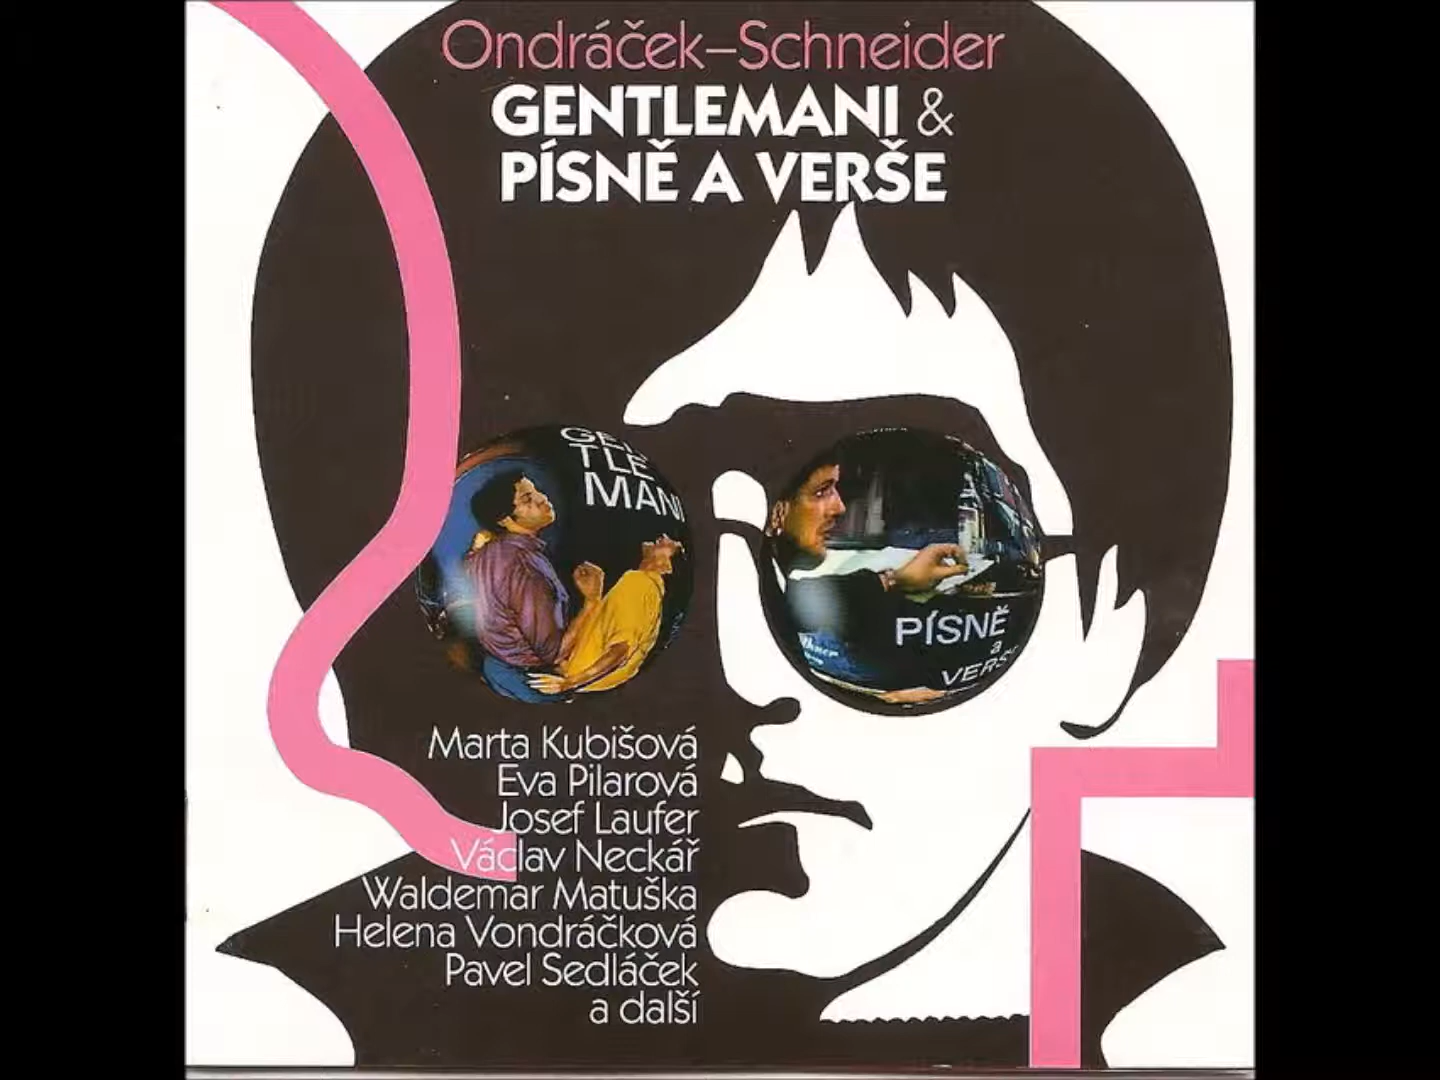 Ondráček–Schneider
GENTLEMANI &
PÍSNĚ A VERŠE
GEN
TLE
MANI
PÍSNĚ
a
VERŠ
Marta Kubišová
Eva Pilarová
Josef Laufer
Václav Neckář
Waldemar Matuška
Helena Vondráčková
Pavel Sedláček
a další